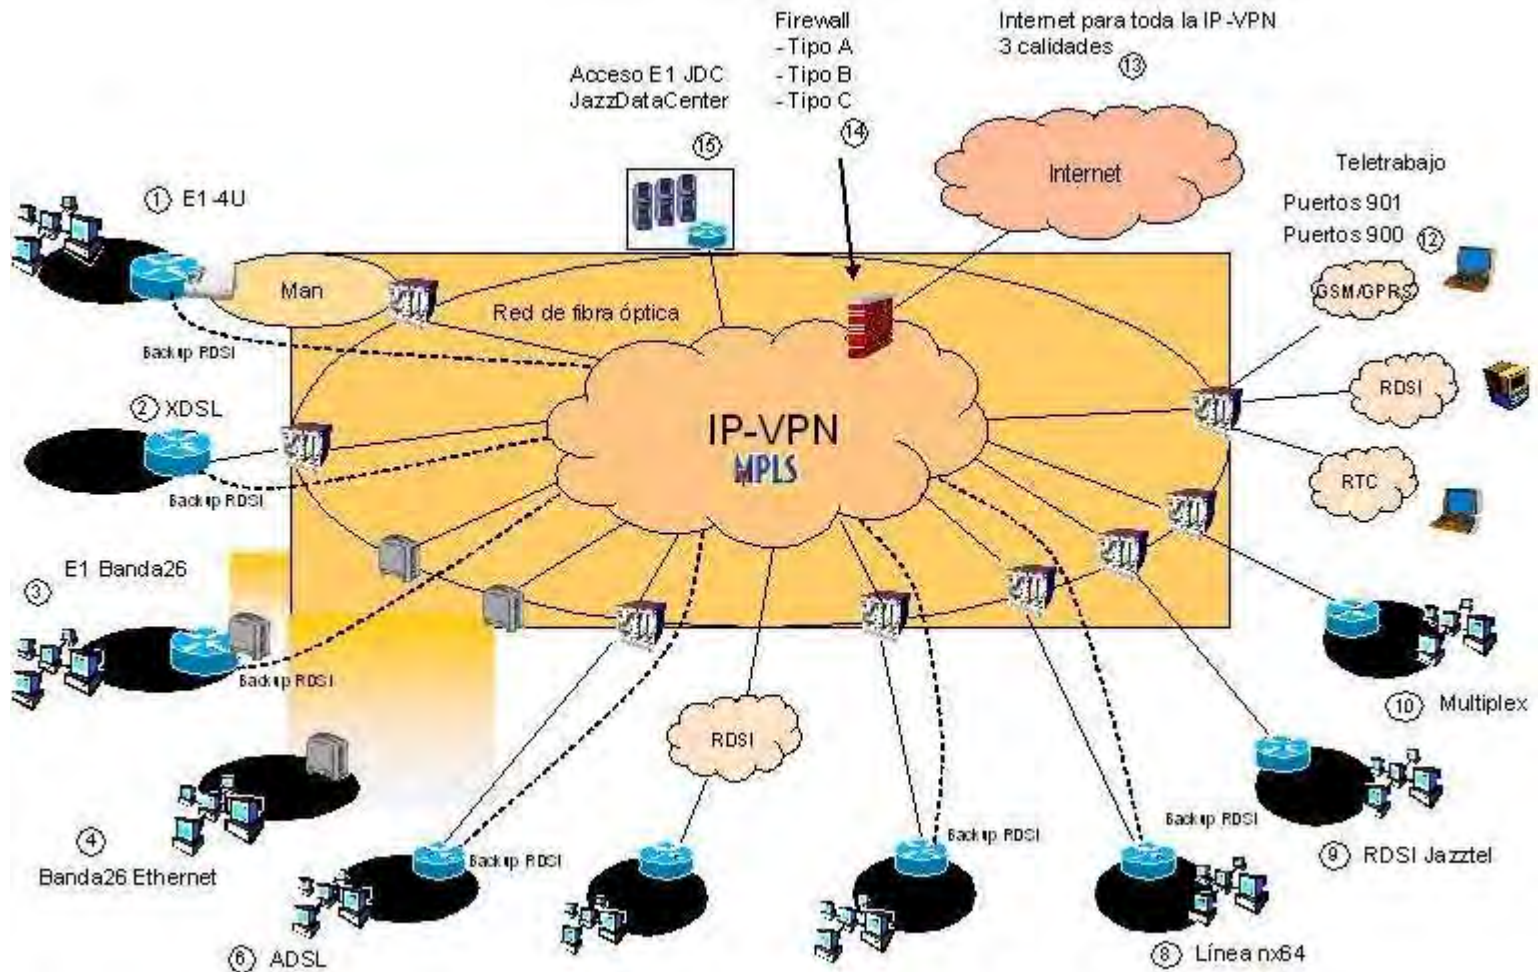 Firewall
- Tipo A
- Tipo B
- Tipo C
14
Internet para toda la IP-VPN
3 calidades
13
Acceso E1 JDC
JazzDataCenter
15
Internet
Teletrabajo
Puertos 901
Puertos 900
12
GSM/GPRS
RDSI
RTC
1 E1-4U
Man
Red de fibra óptica
Backup RDSI
2 XDSL
Backup RDSI
IP-VPN
MPLS
E1 Banda26
3
Backup RDSI
4
Banda26 Ethernet
RDSI
Backup RDSI
6 ADSL
Backup RDSI
Backup RDSI
8 Línea nx64
9 RDSI Jazztel
10 Multiplex